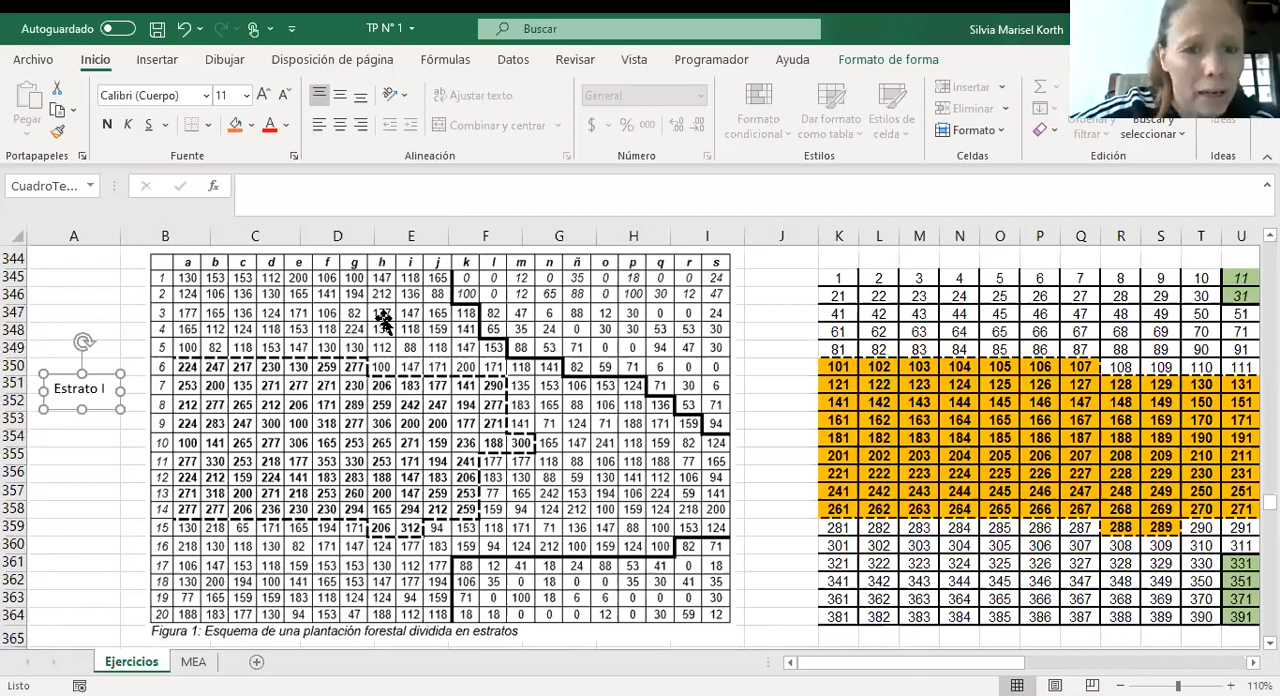 Autoguardado TP N° 1 Buscar Silvia Marisel Korth
Archivo Inicio Insertar Dibujar Disposición de página Fórmulas Datos Revisar Vista Programador Ayuda Formato de forma
Pegar Calibri (Cuerpo) 11 A^ A˅ ab Ajustar texto General Insertar
N K S A Combinar y centrar $ % 000 Formato condicional Dar formato como tabla Estilos de celda Eliminar Formato Ordenar y filtrar Buscar y seleccionar Ideas
Portapapeles Fuente Alineación Número Estilos Celdas Edición Ideas
CuadroTe... fx
A B C D E F G H I J K L M N O P Q R S T U
344 a b c d e f g h i j k l m n ñ o p q r s
345 1 130 153 153 112 200 106 100 147 118 165 0 0 12 0 0 0 18 0 0 24 1 2 3 4 5 6 7 8 9 10 11
346 2 124 106 136 130 165 141 194 212 136 88 100 0 12 65 88 0 100 30 12 47 21 22 23 24 25 26 27 28 29 30 31
347 3 177 165 136 124 171 106 82 147 165 118 82 47 6 88 12 30 0 0 24 41 42 43 44 45 46 47 48 49 50 51
348 4 165 112 124 118 153 118 224 118 159 141 65 35 24 0 30 30 53 53 30 61 62 63 64 65 66 67 68 69 70 71
349 5 100 82 118 153 147 130 130 112 88 118 147 153 88 53 71 0 0 94 47 30 81 82 83 84 85 86 87 88 89 90 91
350 6 224 247 217 230 130 259 277 100 147 171 200 171 118 141 82 59 71 6 0 0 101 102 103 104 105 106 107 108 109 110 111
351 7 253 200 135 271 277 271 230 206 183 177 141 290 135 153 106 153 124 30 6 121 122 123 124 125 126 127 128 129 130 131
Estrato I
352 8 212 277 265 212 206 171 289 259 242 247 194 277 183 165 88 106 118 136 53 71 141 142 143 144 145 146 147 148 149 150 151
353 9 224 283 247 300 100 318 277 306 200 200 177 271 141 71 124 71 188 171 159 94 161 162 163 164 165 166 167 168 169 170 171
354 10 100 141 265 277 306 165 253 265 271 159 236 188 300 165 147 241 118 159 82 124 181 182 183 184 185 186 187 188 189 190 191
355 11 277 330 253 218 177 353 330 253 171 194 241 177 177 118 88 106 118 188 77 165 201 202 203 204 205 206 207 208 209 210 211
356 12 242 212 159 224 141 183 283 188 147 183 206 183 130 88 59 130 141 112 106 94 221 222 223 224 225 226 227 228 229 230 231
357 13 271 318 200 271 218 253 260 200 147 259 253 77 165 242 153 194 106 224 59 141 241 242 243 244 245 246 247 248 249 250 251
358 14 277 206 236 230 230 294 165 294 212 259 159 94 147 183 212 100 159 124 218 200 261 262 263 264 265 266 267 268 269 270 271
359 15 130 218 65 171 165 165 194 206 312 94 153 118 171 71 136 147 88 100 153 124 281 282 283 284 285 286 287 288 289 290 291
360 16 218 130 118 130 82 171 147 124 177 183 159 94 124 212 100 159 124 100 82 71 301 302 303 304 305 306 307 308 309 310 311
361 17 165 147 194 118 165 159 153 130 112 177 88 12 41 18 24 88 53 41 0 18 321 322 323 324 325 326 327 328 329 330 331
362 18 130 200 194 100 141 165 153 147 177 194 106 35 0 18 0 18 30 41 35 341 342 343 344 345 346 347 348 349 350 351
363 19 77 165 159 159 183 118 124 124 94 159 71 0 100 18 6 6 0 0 30 361 362 363 364 365 366 367 368 369 370 371
364 20 188 183 177 130 94 153 47 188 112 118 18 18 0 0 12 0 30 0 59 12 381 382 383 384 385 386 387 388 389 390 391
365 Figura 1: Esquema de una plantación forestal dividida en estratos
Ejercicios MEA
Listo 110%